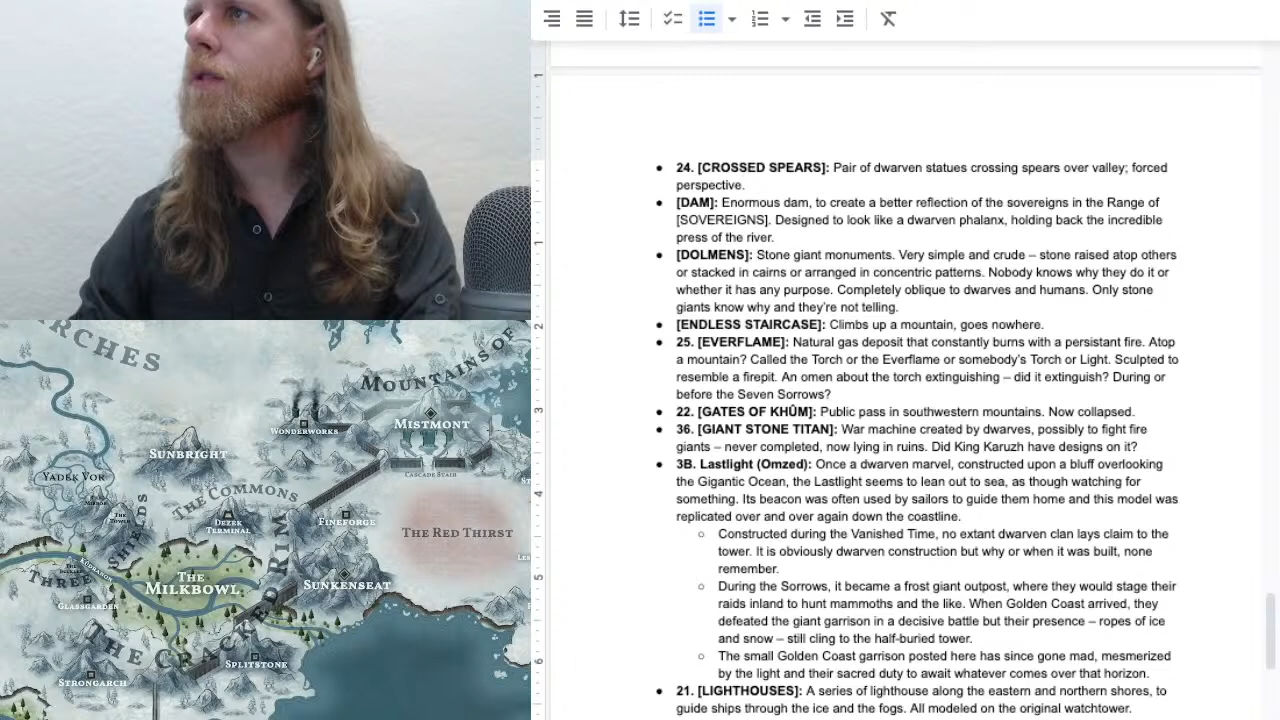 ARCHES
MOUNTAINS OF
WONDERWORKS
MISTMONT
SUNBRIGHT
CASCADE STAIR
YADEK VOR
THE COMMONS
THE TOWER
DEZEK
TERMINAL
FINEFORGE
THE RED THIRST
THREE
SHIELDS
THE
MILKBOWL
SUNKENSEAT
GLASSGARDEN
THE CRACKED RIM
SPLITSTONE
STRONGARCH
1
1
2
3
4
5
6
● 24. [CROSSED SPEARS]: Pair of dwarven statues crossing spears over valley; forced
perspective.
● [DAM]: Enormous dam, to create a better reflection of the sovereigns in the Range of
[SOVEREIGNS]. Designed to look like a dwarven phalanx, holding back the incredible
press of the river.
● [DOLMENS]: Stone giant monuments. Very simple and crude – stone raised atop others
or stacked in cairns or arranged in concentric patterns. Nobody knows why they do it or
whether it has any purpose. Completely oblique to dwarves and humans. Only stone
giants know why and they’re not telling.
● [ENDLESS STAIRCASE]: Climbs up a mountain, goes nowhere.
● 25. [EVERFLAME]: Natural gas deposit that constantly burns with a persistant fire. Atop
a mountain? Called the Torch or the Everflame or somebody’s Torch or Light. Sculpted to
resemble a firepit. An omen about the torch extinguishing – did it extinguish? During or
before the Seven Sorrows?
● 22. [GATES OF KHÛM]: Public pass in southwestern mountains. Now collapsed.
● 36. [GIANT STONE TITAN]: War machine created by dwarves, possibly to fight fire
giants – never completed, now lying in ruins. Did King Karuzh have designs on it?
● 3B. Lastlight (Omzed): Once a dwarven marvel, constructed upon a bluff overlooking
the Gigantic Ocean, the Lastlight seems to lean out to sea, as though watching for
something. Its beacon was often used by sailors to guide them home and this model was
replicated over and over again down the coastline.
○ Constructed during the Vanished Time, no extant dwarven clan lays claim to the
tower. It is obviously dwarven construction but why or when it was built, none
remember.
○ During the Sorrows, it became a frost giant outpost, where they would stage their
raids inland to hunt mammoths and the like. When Golden Coast arrived, they
defeated the giant garrison in a decisive battle but their presence – ropes of ice
and snow – still cling to the half-buried tower.
○ The small Golden Coast garrison posted here has since gone mad, mesmerized
by the light and their sacred duty to await whatever comes over that horizon.
● 21. [LIGHTHOUSES]: A series of lighthouse along the eastern and northern shores, to
guide ships through the ice and the fogs. All modeled on the original watchtower.